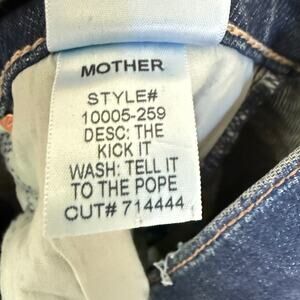 MOTHER
STYLE#
10005-259
DESC: THE
KICK IT
WASH: TELL IT
TO THE POPE
CUT# 714444